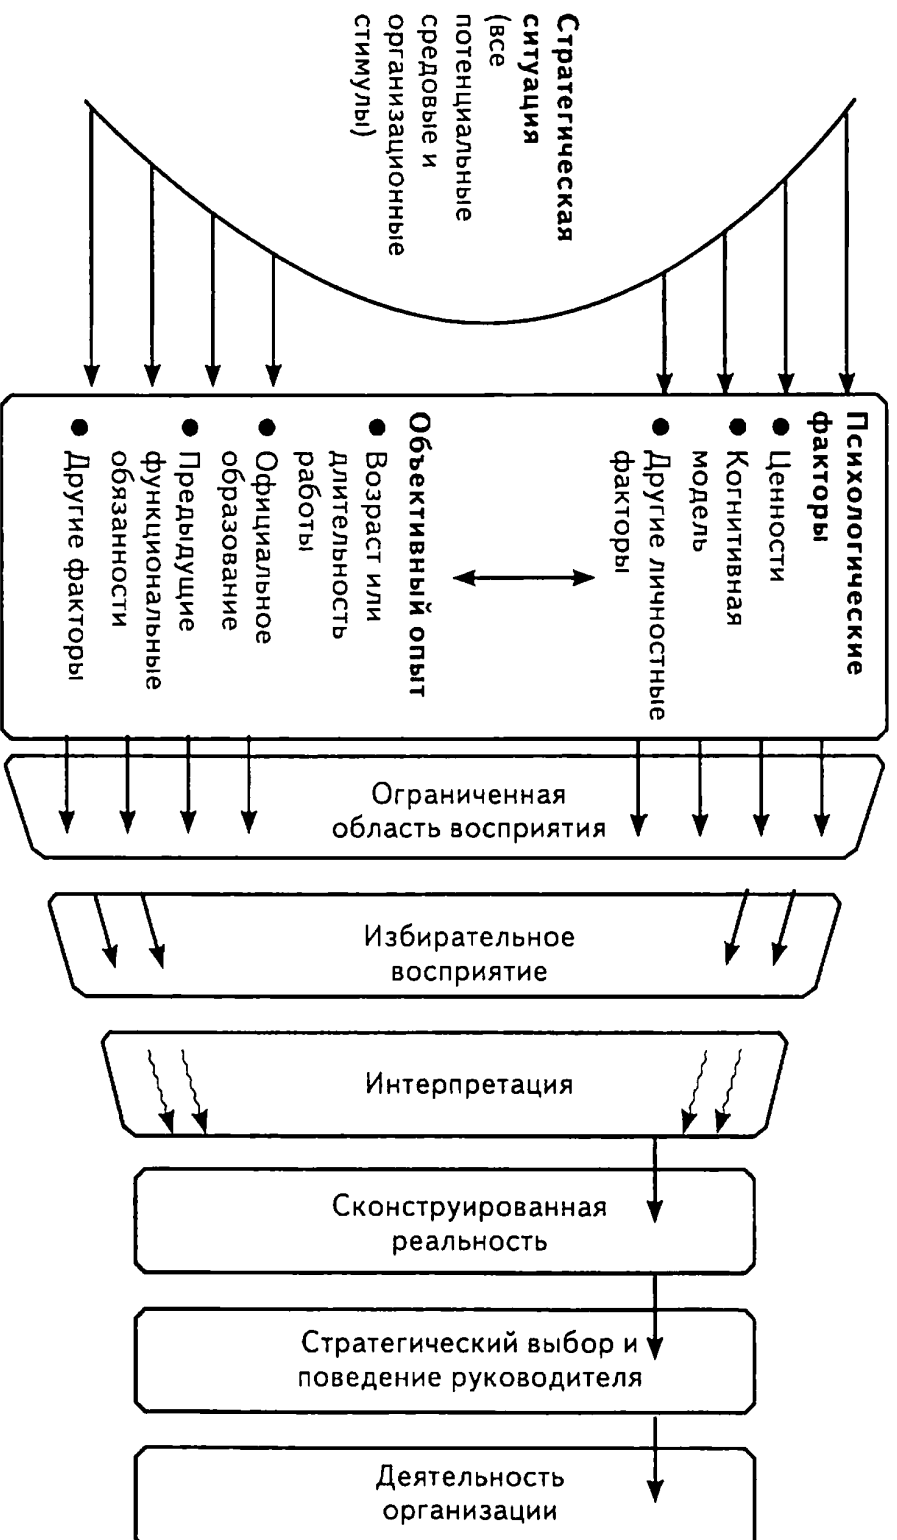 Стратегическая
ситуация
(все
потенциальные
средовые и
организационные
стимулы)
Психологические
факторы
● Ценности
● Когнитивная
модель
● Другие личностные
факторы
Объективный опыт
● Возраст или
длительность
работы
● Официальное
образование
● Предыдущие
функциональные
обязанности
● Другие факторы
Ограниченная
область восприятия
Избирательное
восприятие
Интерпретация
Сконструированная
реальность
Стратегический выбор и
поведение руководителя
Деятельность
организации